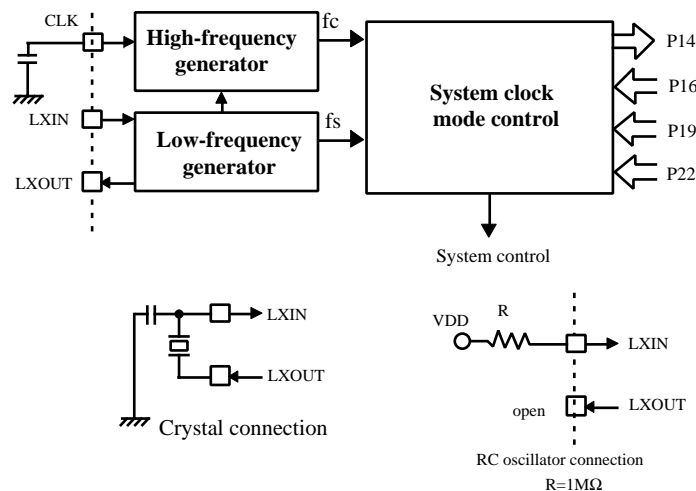 CLK
High-frequency
generator
fc
P14
P16
System clock
mode control
LXIN
Low-frequency
generator
fs
P19
LXOUT
P22
System control
LXIN
LXOUT
Crystal connection
VDD
R
LXIN
open
LXOUT
RC oscillator connection
R=1MΩ